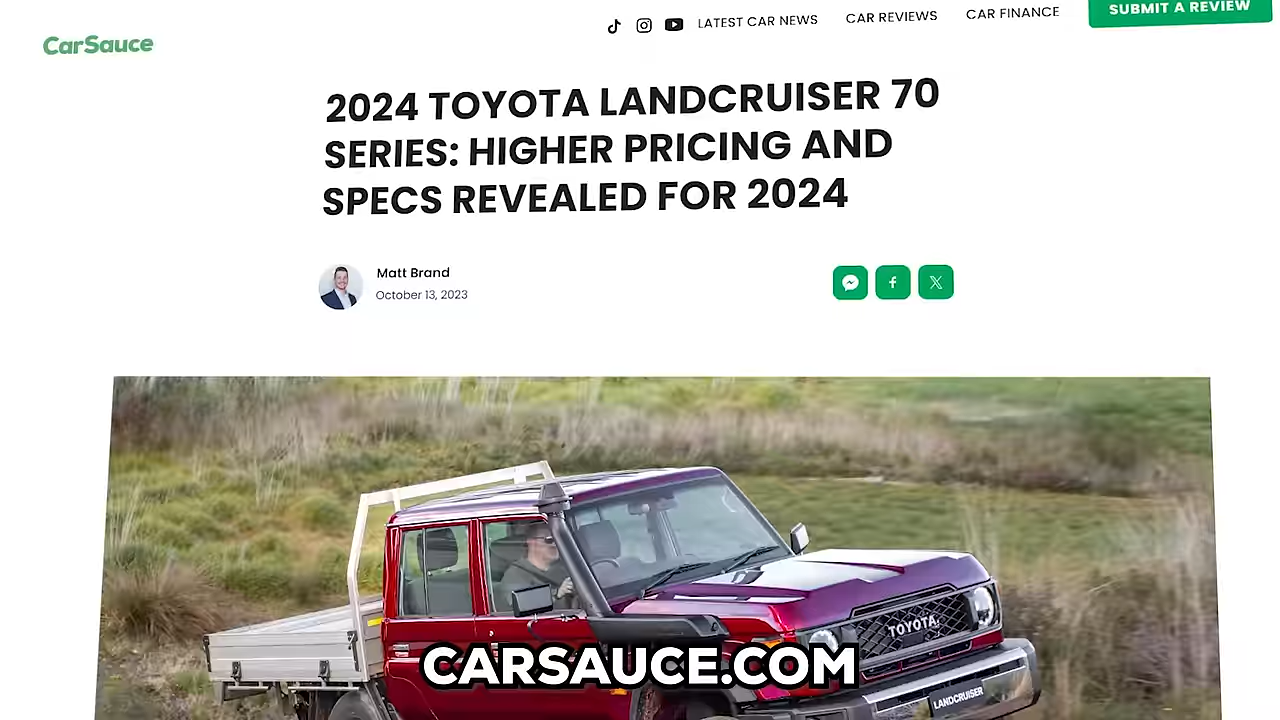 CarSauce
LATEST CAR NEWS
CAR REVIEWS
CAR FINANCE
SUBMIT A REVIEW
2024 TOYOTA LANDCRUISER 70
SERIES: HIGHER PRICING AND
SPECS REVEALED FOR 2024
Matt Brand
October 13, 2023
TOYOTA
LANDCRUISER
CARSAUCE.COM